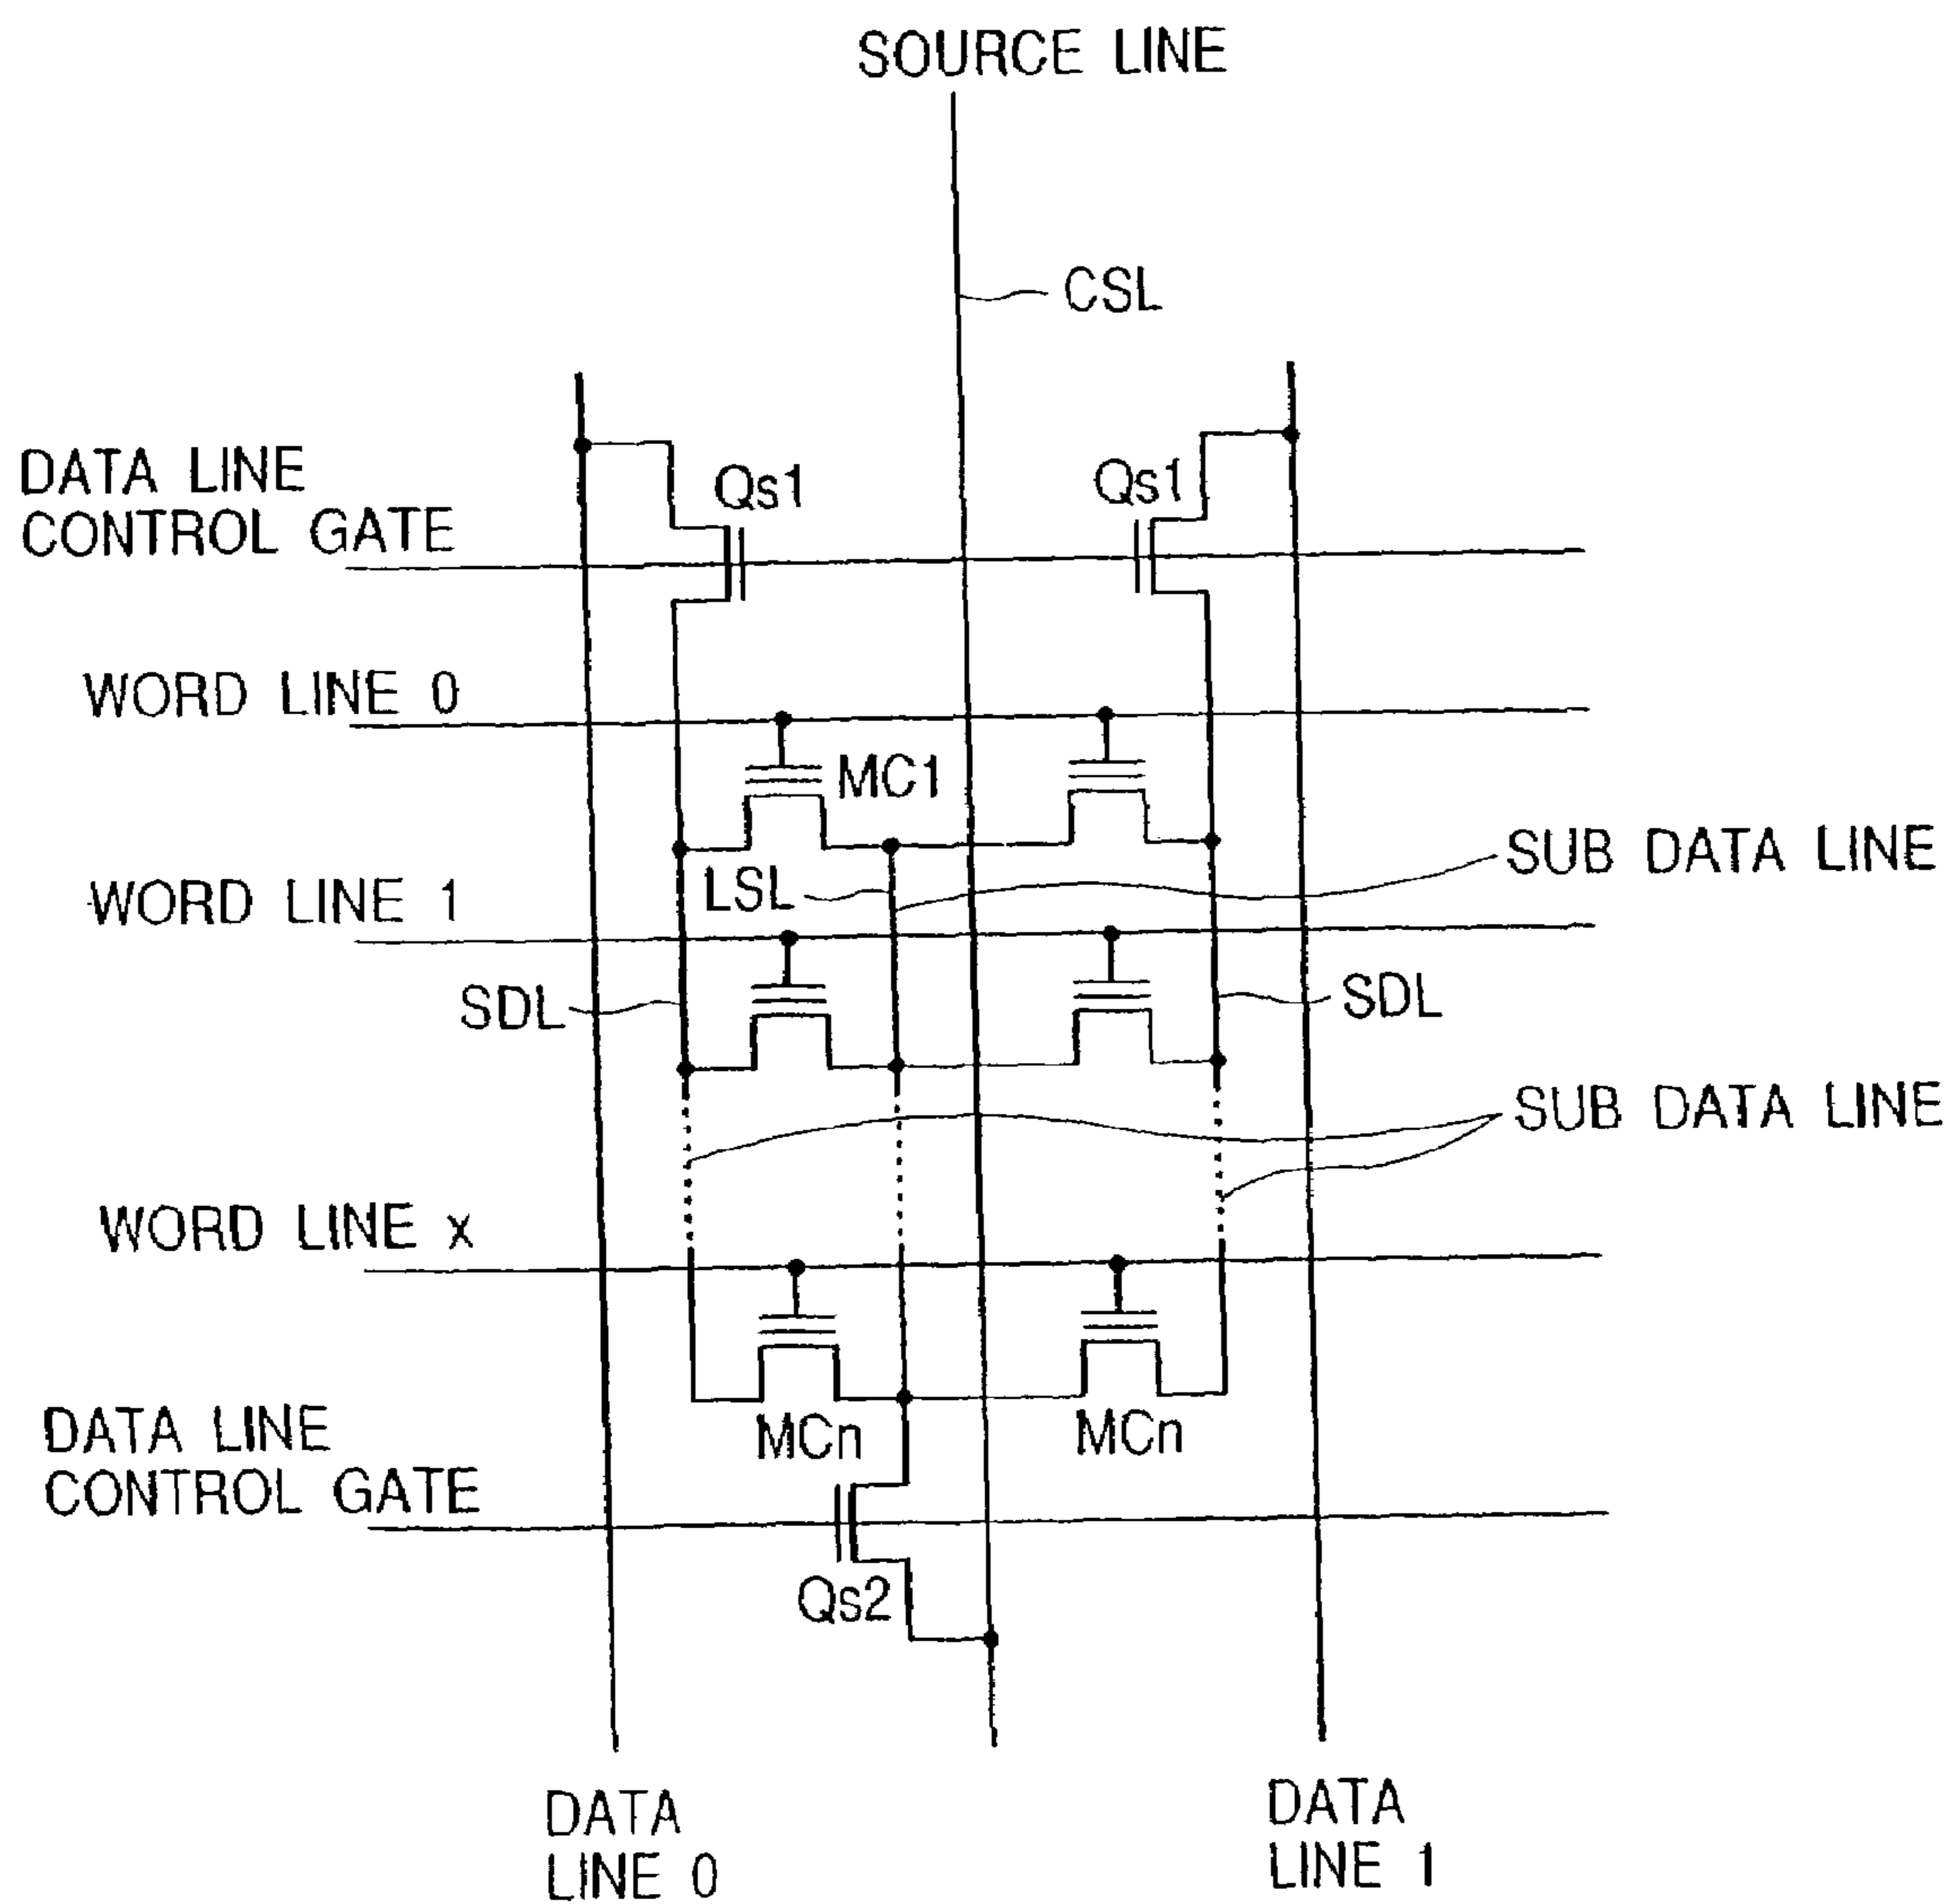 SOURCE LINE
CSL
DATA LINE
CONTROL GATE
Qs1
Qs1
WORD LINE 0
MC1
SUB DATA LINE
LSL
WORD LINE 1
SDL
SDL
SUB DATA LINE
WORD LINE x
MCn
MCn
DATA LINE
CONTROL GATE
Qs2
DATA
LINE 0
DATA
LINE 1